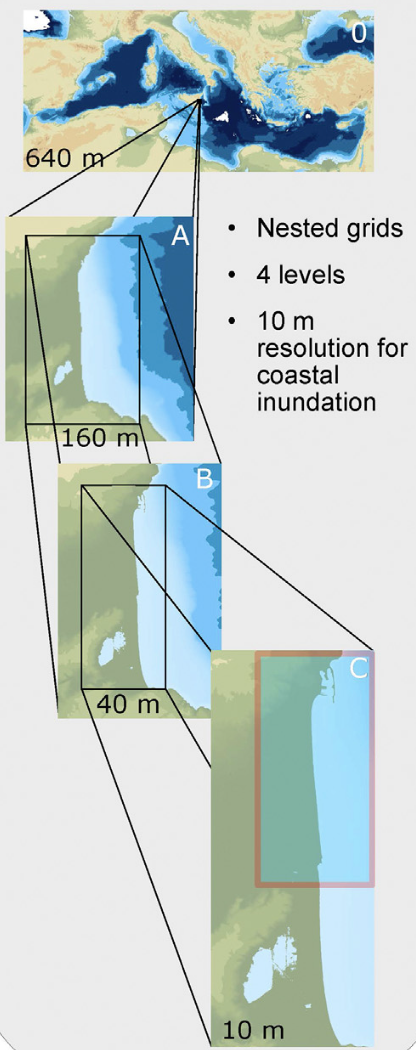 0
640 m
A
• Nested grids
• 4 levels
• 10 m
resolution for
coastal
inundation
160 m
B
40 m
C
10 m